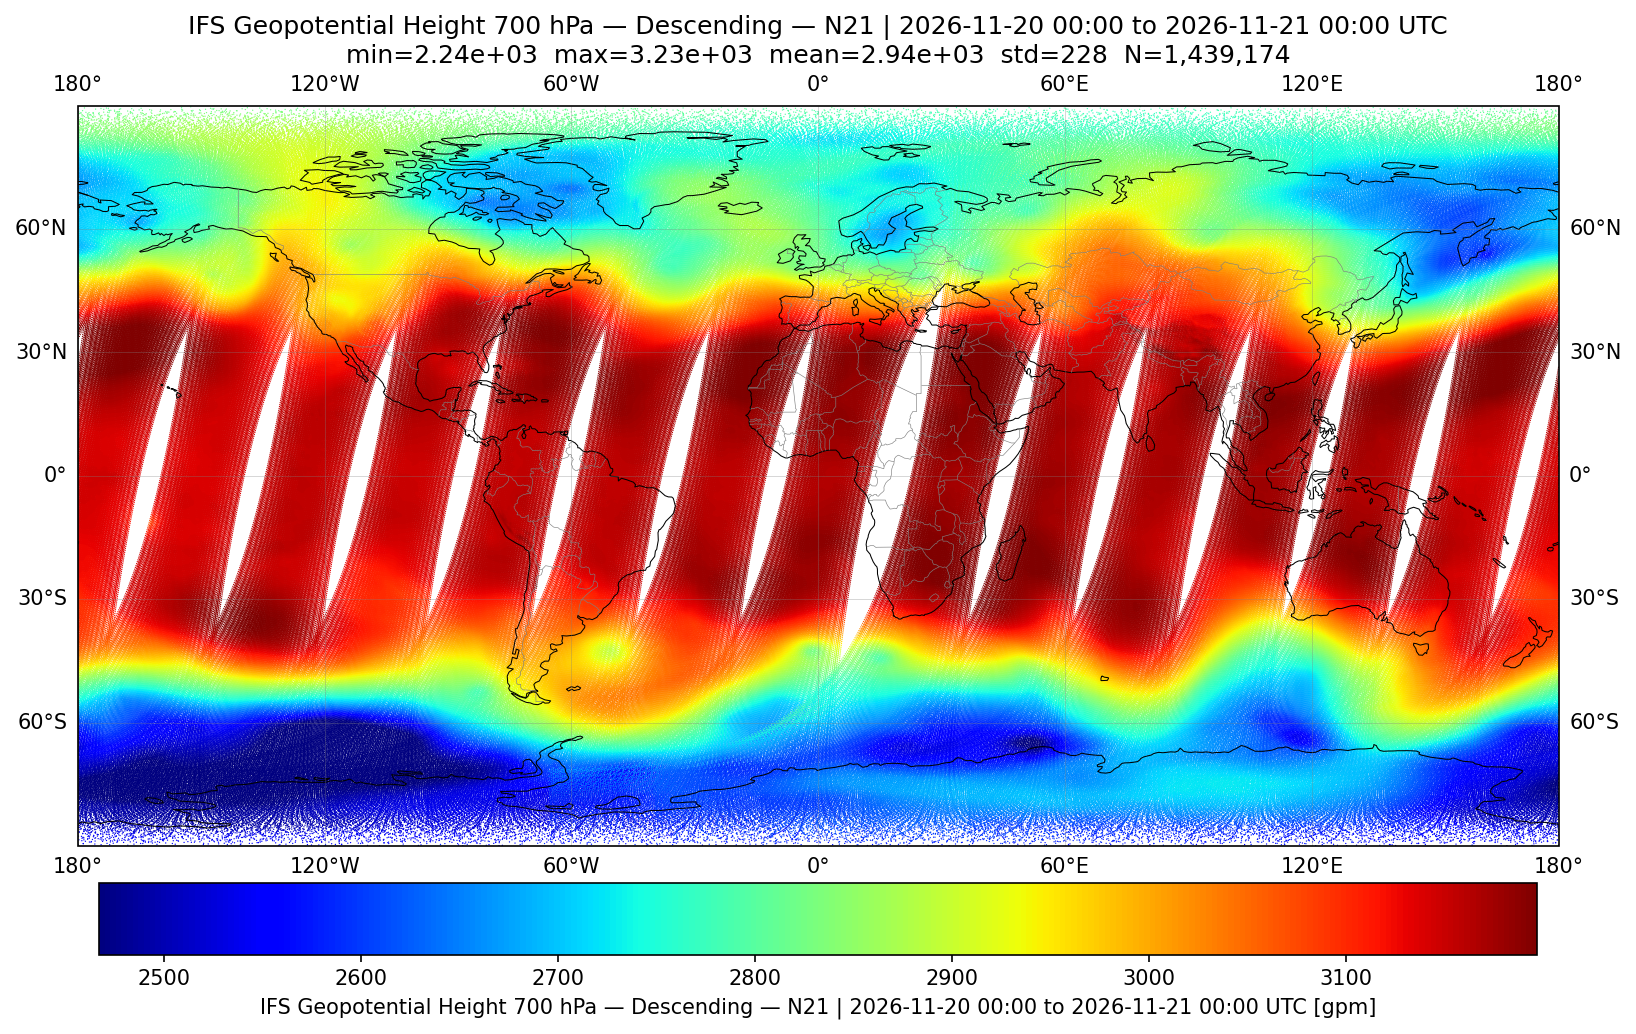 IFS Geopotential Height 700 hPa — Descending — N21 | 2026-11-20 00:00 to 2026-11-21 00:00 UTC
min=2.24e+03 max=3.23e+03 mean=2.94e+03 std=228 N=1,439,174
180° 120°W 60°W 0° 60°E 120°E 180°
60°N 60°N
30°N 30°N
0° 0°
30°S 30°S
60°S 60°S
180° 120°W 60°W 0° 60°E 120°E 180°
2500 2600 2700 2800 2900 3000 3100
IFS Geopotential Height 700 hPa — Descending — N21 | 2026-11-20 00:00 to 2026-11-21 00:00 UTC [gpm]